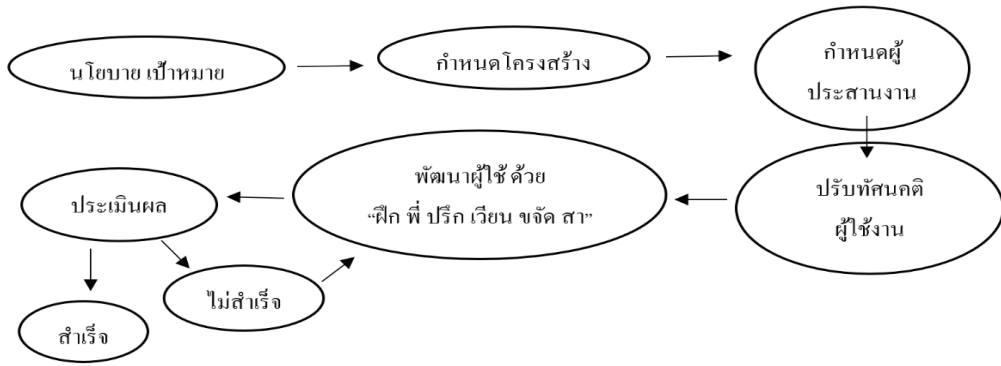 นโยบาย เป้าหมาย
กำหนดโครงสร้าง
กำหนดผู้
ประสานงาน
ปรับทัศนคติ
ผู้ใช้งาน
พัฒนาผู้ใช้ ด้วย
“ฝึก พี่ ปรึก เวียน ขจัด สา”
ประเมินผล
ไม่สำเร็จ
สำเร็จ